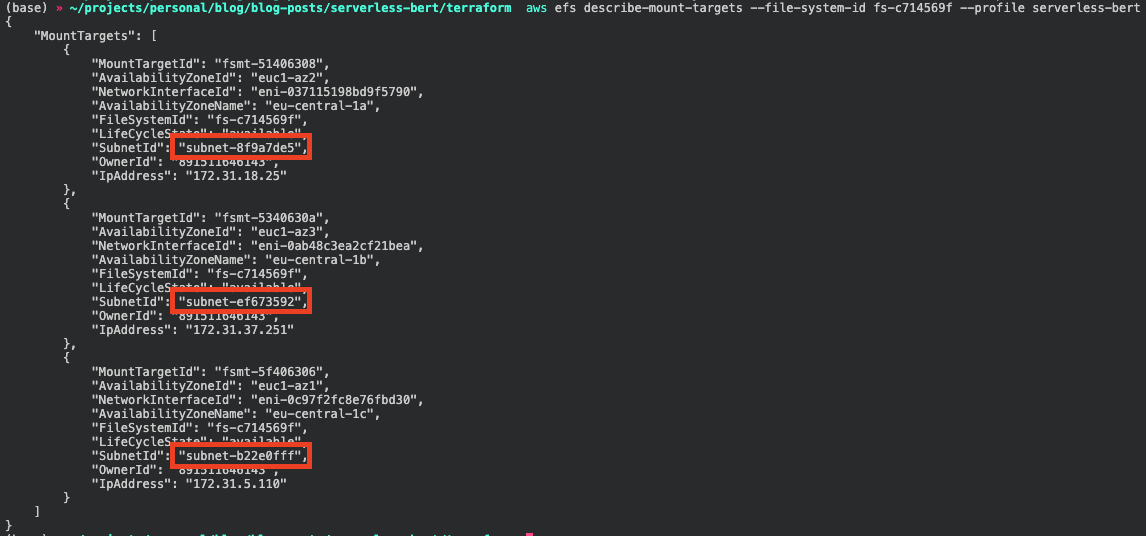 (base) » ~/projects/personal/blog/blog-posts/serverless-bert/terraform aws efs describe-mount-targets --file-system-id fs-c714569f --profile serverless-bert
{
"MountTargets": [
{
"MountTargetId": "fsmt-51406308",
"AvailabilityZoneId": "euc1-az2",
"NetworkInterfaceId": "eni-037115198bd9f5790",
"AvailabilityZoneName": "eu-central-1a",
"FileSystemId": "fs-c714569f",
"LifeCycleState": "available",
"SubnetId": "subnet-8f9a7de5",
"OwnerId": "891511646143",
"IpAddress": "172.31.18.25"
},
{
"MountTargetId": "fsmt-5340630a",
"AvailabilityZoneId": "euc1-az3",
"NetworkInterfaceId": "eni-0ab48c3ea2cf21bea",
"AvailabilityZoneName": "eu-central-1b",
"FileSystemId": "fs-c714569f",
"LifeCycleState": "available",
"SubnetId": "subnet-ef673592",
"OwnerId": "891511646143",
"IpAddress": "172.31.37.251"
},
{
"MountTargetId": "fsmt-5f406306",
"AvailabilityZoneId": "euc1-az1",
"NetworkInterfaceId": "eni-0c97f2fc8e76fbd30",
"AvailabilityZoneName": "eu-central-1c",
"FileSystemId": "fs-c714569f",
"LifeCycleState": "available",
"SubnetId": "subnet-b22e0fff",
"OwnerId": "891511646143",
"IpAddress": "172.31.5.110"
}
]
}